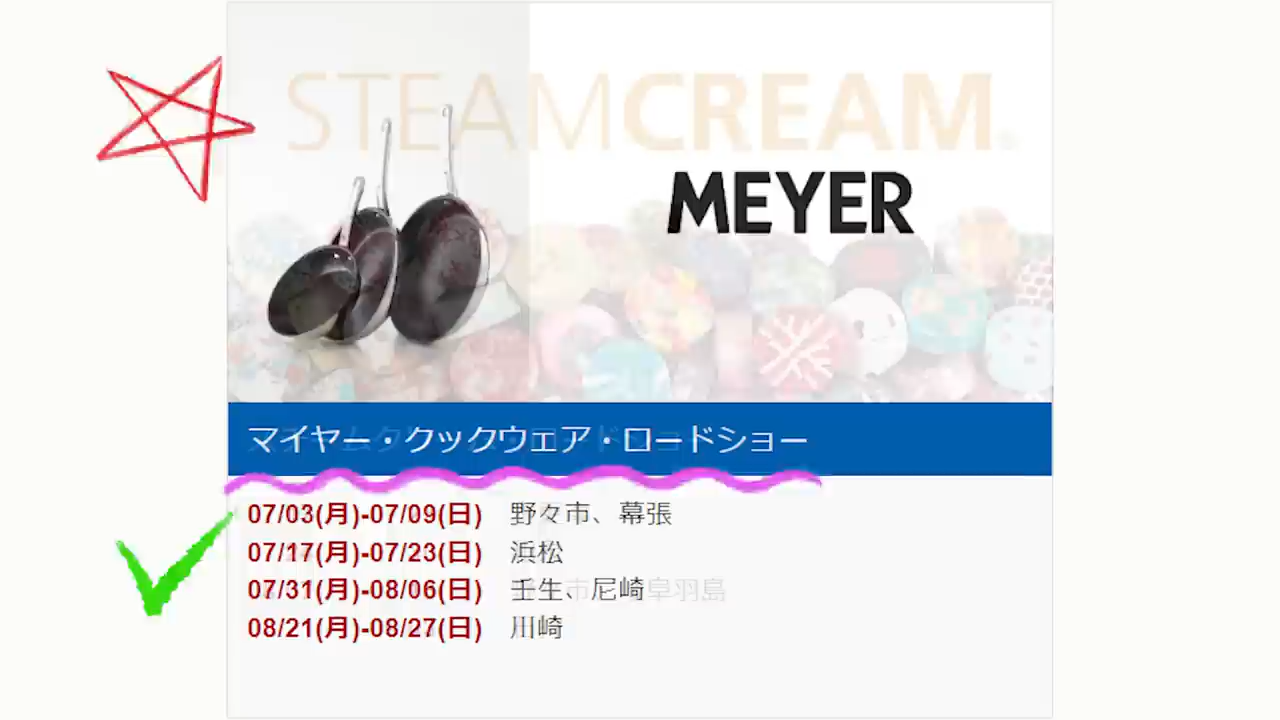 STEAMCREAM
MEYER
マイヤー・クックウェア・ロードショー
07/03(月)-07/09(日) 野々市、幕張
07/17(月)-07/23(日) 浜松
07/31(月)-08/06(日) 壬生、尼崎
08/21(月)-08/27(日) 川崎